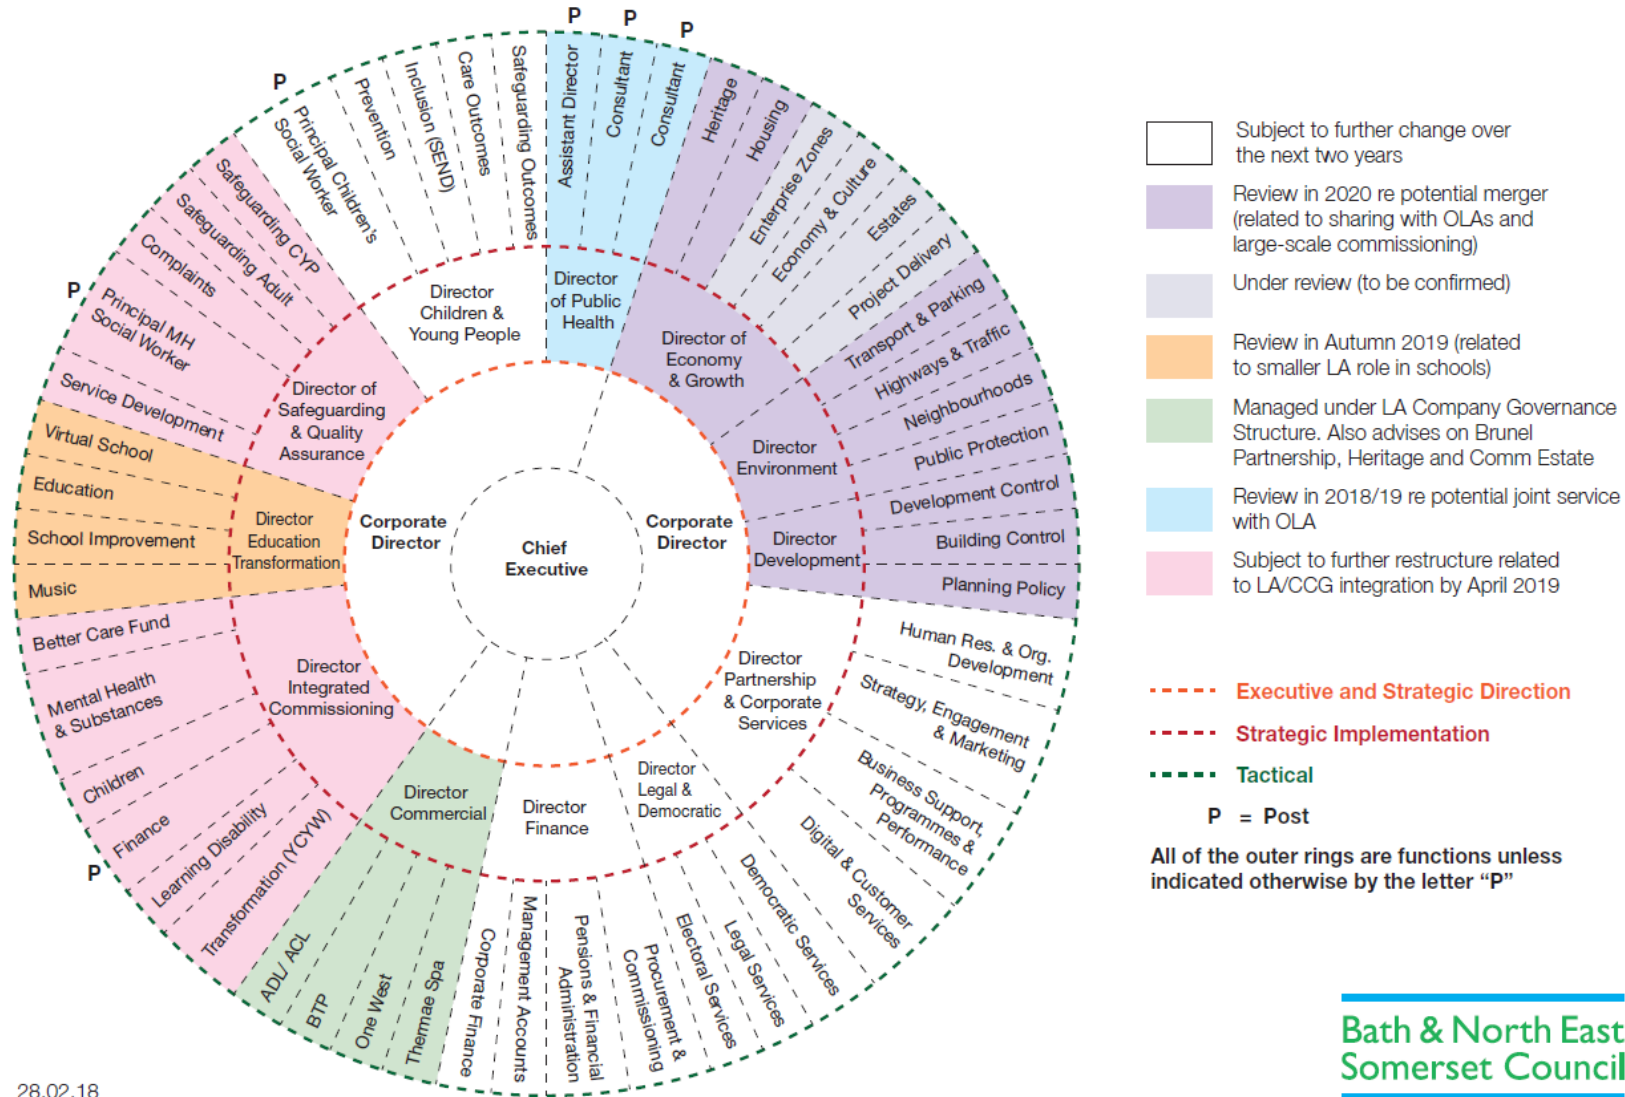 P
P
P
P
P
P
Assistant Director
Consultant
Consultant
Heritage
Housing
Enterprise Zones
Economy & Culture
Estates
Project Delivery
Transport & Parking
Highways & Traffic
Neighbourhoods
Public Protection
Development Control
Building Control
Planning Policy
Human Res. & Org.
Development
Strategy, Engagement
& Marketing
Business Support,
Programmes &
Performance
Digital & Customer
Services
Democratic Services
Legal Services
Electoral Services
Procurement &
Commissioning
Pensions & Financial
Administration
Management Accounts
Corporate Finance
Thermae Spa
One West
BTP
ADL/ ACL
Transformation (YCYW)
Learning Disability
Finance
Children
Mental Health
& Substances
Better Care Fund
Music
School Improvement
Education
Virtual School
Service Development
Principal MH
Social Worker
Complaints
Safeguarding Adult
Safeguarding CYP
Principal Children's
Social Worker
Prevention
Inclusion (SEND)
Care Outcomes
Safeguarding Outcomes
Director
Children &
Young People
Director
of Public
Health
Director of
Economy
& Growth
Director
Environment
Director
Development
Director
Partnership
& Corporate
Services
Director
Legal &
Democratic
Director
Finance
Director
Commercial
Director
Integrated
Commissioning
Director
Education
Transformation
Director of
Safeguarding
& Quality
Assurance
Corporate
Director
Corporate
Director
Chief
Executive
Subject to further change over
the next two years
Review in 2020 re potential merger
(related to sharing with OLAs and
large-scale commissioning)
Under review (to be confirmed)
Review in Autumn 2019 (related
to smaller LA role in schools)
Managed under LA Company Governance
Structure. Also advises on Brunel
Partnership, Heritage and Comm Estate
Review in 2018/19 re potential joint service
with OLA
Subject to further restructure related
to LA/CCG integration by April 2019
Executive and Strategic Direction
Strategic Implementation
Tactical
P = Post
All of the outer rings are functions unless
indicated otherwise by the letter “P”
Bath & North East
Somerset Council
28.02.18